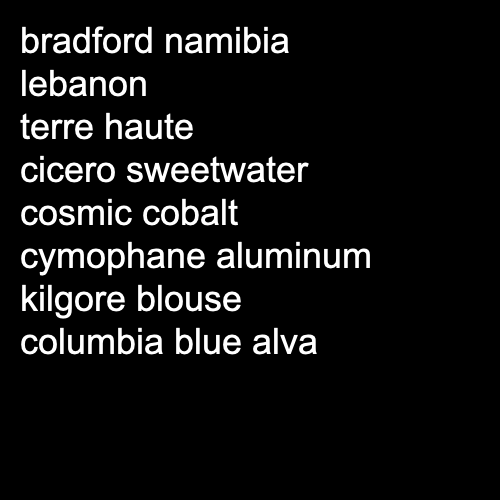 bradford namibia
lebanon
terre haute
cicero sweetwater
cosmic cobalt
cymophane aluminum
kilgore blouse
columbia blue alva